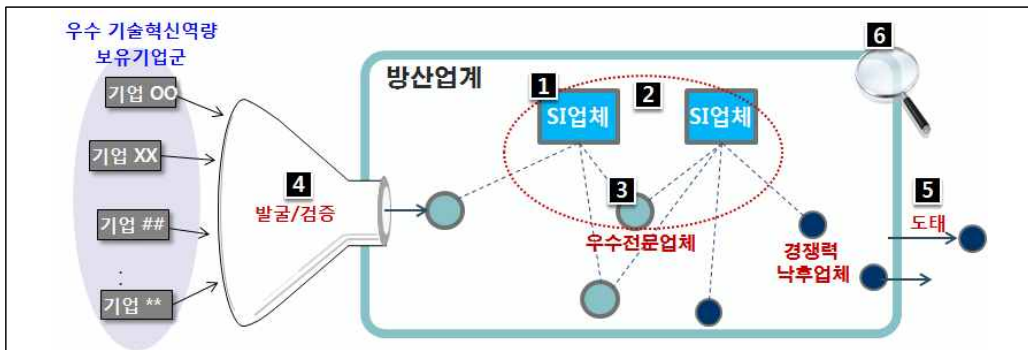 우수 기술혁신역량
보유기업군
기업 OO
기업 XX
기업 ##
:
기업 **
4
발굴/검증
방산업계
1
SI업체
2
SI업체
3
우수전문업체
경쟁력
낙후업체
5
도태
6